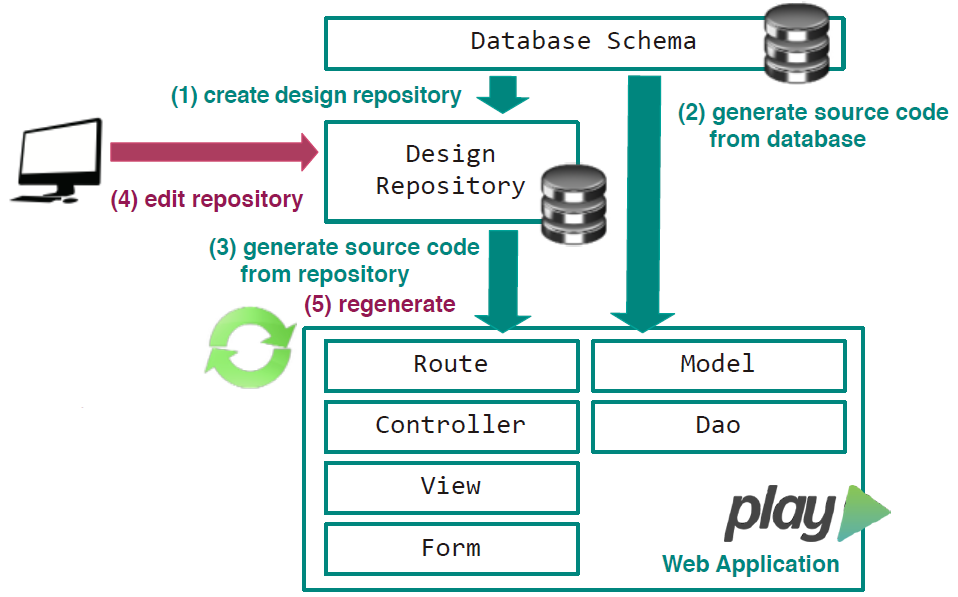 Database Schema
(1) create design repository
(2) generate source code
from database
Design
Repository
(4) edit repository
(3) generate source code
from repository
(5) regenerate
Route
Model
Controller
Dao
View
Form
play
Web Application